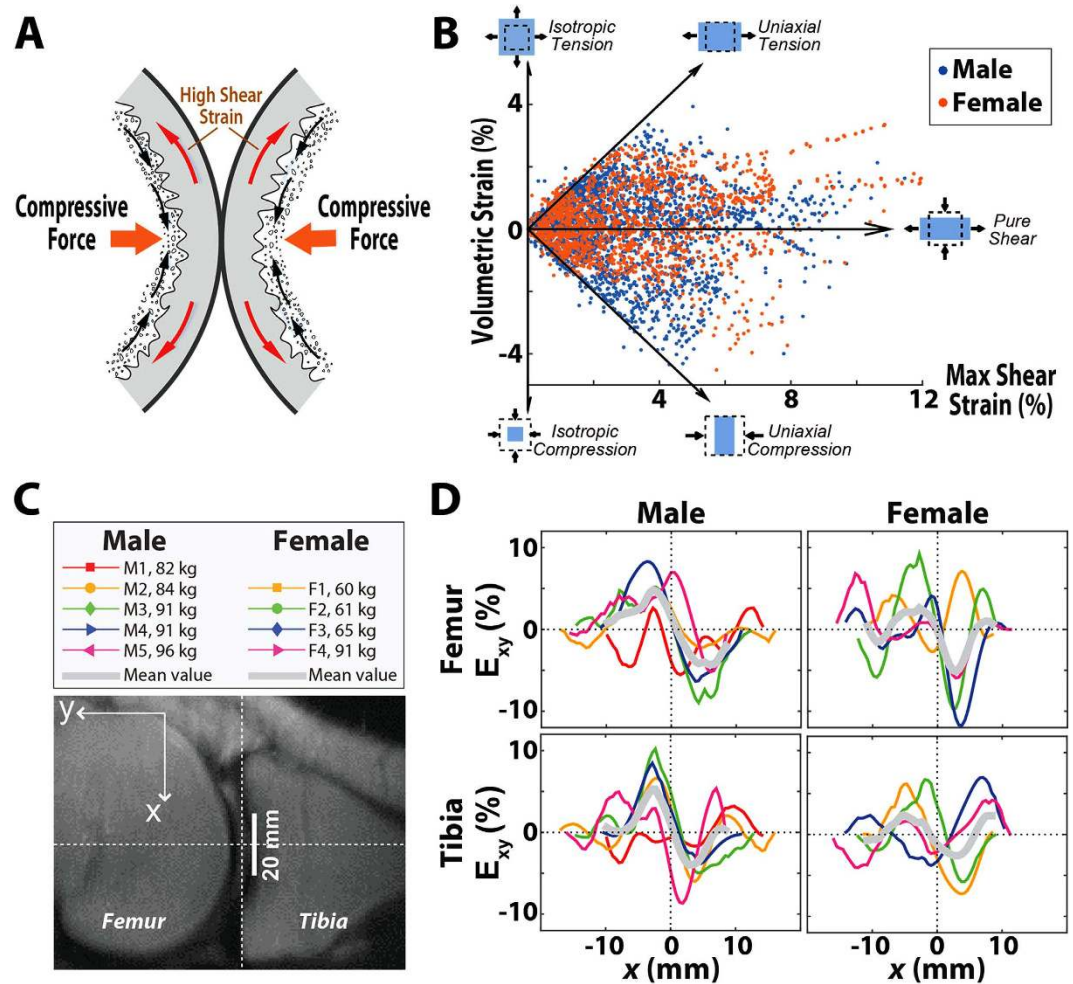 A
High Shear
Strain
Compressive
Force
Compressive
Force
B
Isotropic
Tension
Uniaxial
Tension
Male
Female
Volumetric Strain (%)
4
0
-4
Pure
Shear
4
8
12
Max Shear
Strain (%)
Isotropic
Compression
Uniaxial
Compression
C
Male
Female
M1, 82 kg
M2, 84 kg
F1, 60 kg
M3, 91 kg
F2, 61 kg
M4, 91 kg
F3, 65 kg
M5, 96 kg
F4, 91 kg
Mean value
Mean value
y
x
20 mm
Femur
Tibia
D
Male
Female
Femur
E_xy (%)
10
0
-10
Tibia
E_xy (%)
10
0
-10
-10
0
10
-10
0
10
x (mm)
x (mm)